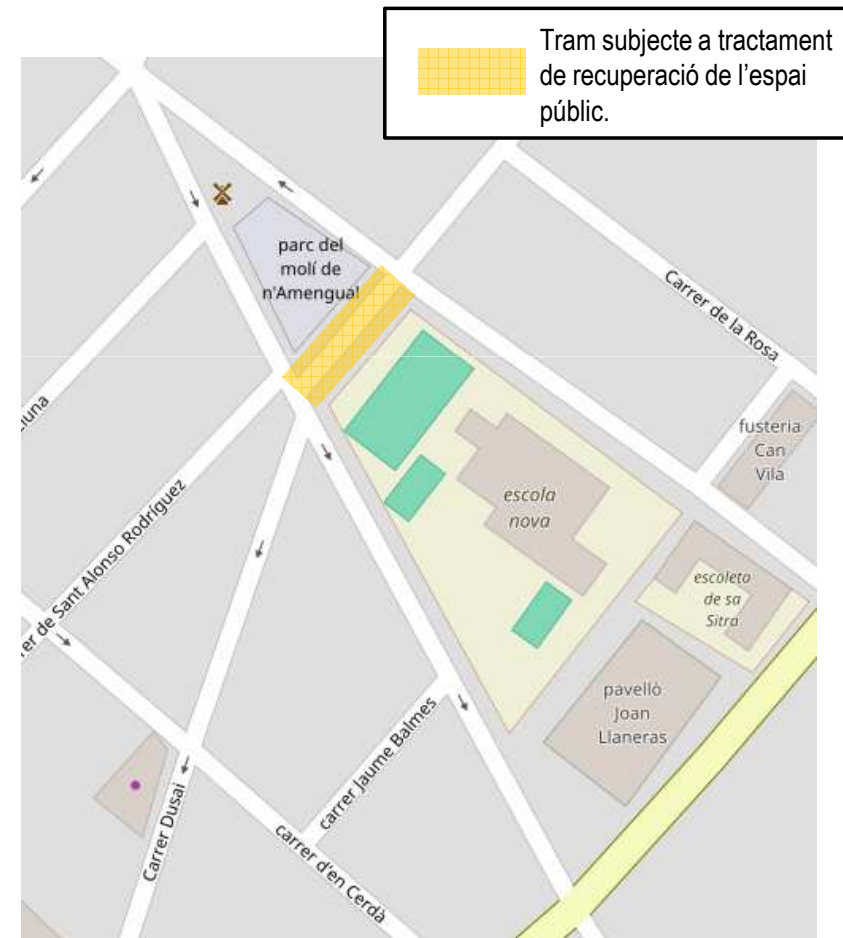 Tram subjecte a tractament
de recuperació de l’espai
públic.
parc del
molí de
n'Amengual
Carrer de la Rosa
fusteria
Can
Vila
Lluna
escola
nova
er de Sant Alonso Rodríguez
escoleta
de sa
Sitra
pavelló
Joan
Llaneras
carrer Jaume Balmes
Carrer Dusai
carrer d'en Cerdà